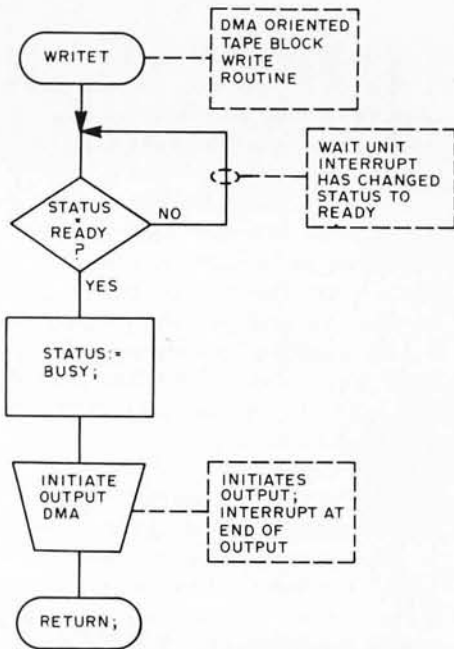 WRITET
DMA ORIENTED
TAPE BLOCK
WRITE
ROUTINE
WAIT UNIT
INTERRUPT
HAS CHANGED
STATUS TO
READY
STATUS
=
READY
?
NO
YES
STATUS:=
BUSY;
INITIATE
OUTPUT
DMA
INITIATES
OUTPUT;
INTERRUPT AT
END OF
OUTPUT
RETURN;